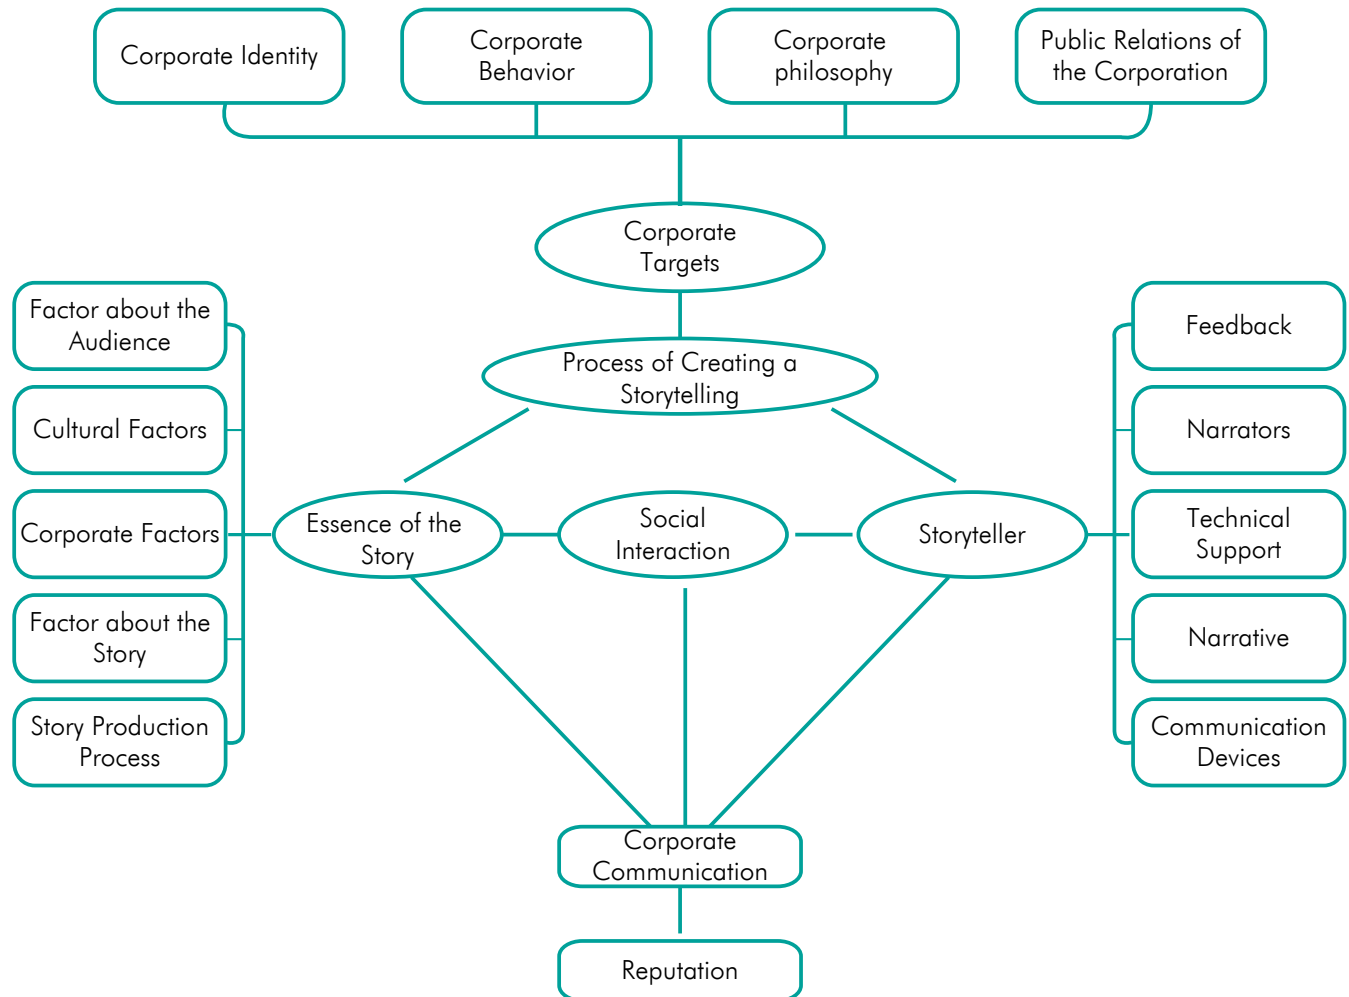 Corporate Identity
Corporate
Behavior
Corporate
philosophy
Public Relations of
the Corporation
Corporate
Targets
Process of Creating a
Storytelling
Factor about the
Audience
Cultural Factors
Corporate Factors
Factor about the
Story
Story Production
Process
Essence of the
Story
Social
Interaction
Storyteller
Feedback
Narrators
Technical
Support
Narrative
Communication
Devices
Corporate
Communication
Reputation